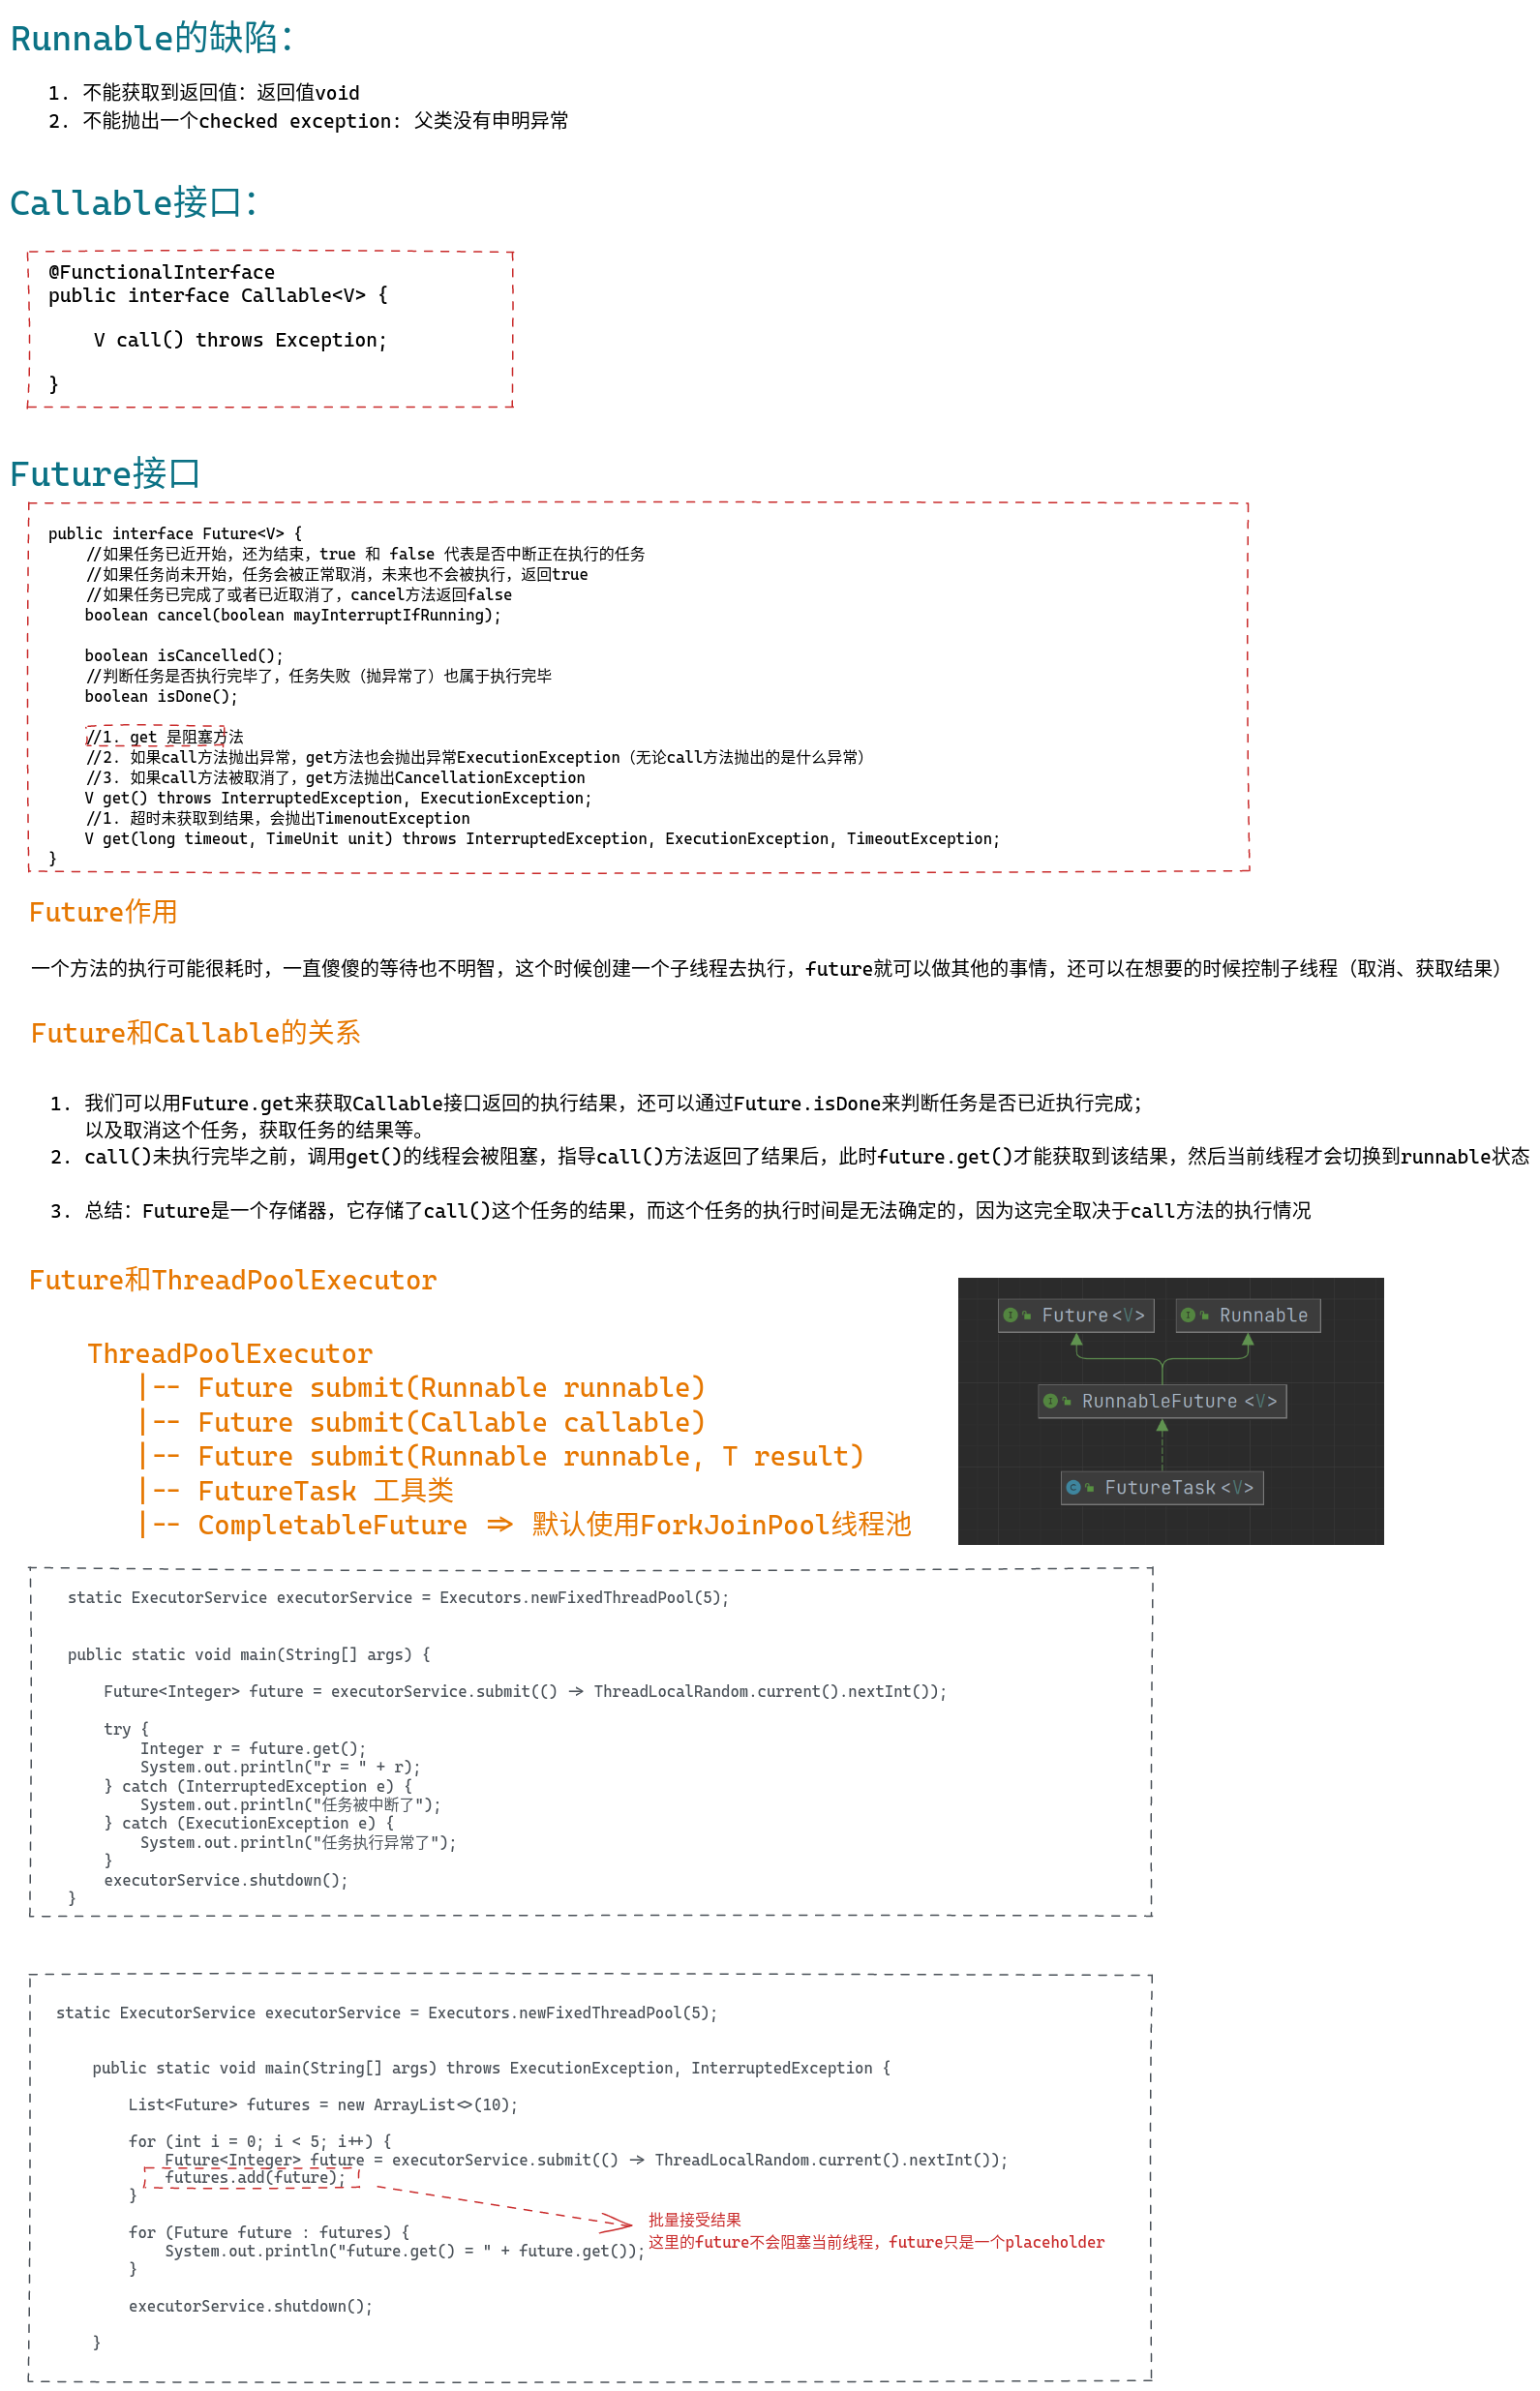 Runnable的缺陷：
1. 不能获取到返回值：返回值void
2. 不能抛出一个checked exception: 父类没有申明异常
Callable接口：
@FunctionalInterface
public interface Callable<V> {
V call() throws Exception;
}
Future接口
public interface Future<V> {
//如果任务已近开始，还为结束，true 和 false 代表是否中断正在执行的任务
//如果任务尚未开始，任务会被正常取消，未来也不会被执行，返回true
//如果任务已完成了或者已近取消了，cancel方法返回false
boolean cancel(boolean mayInterruptIfRunning);
boolean isCancelled();
//判断任务是否执行完毕了，任务失败（抛异常了）也属于执行完毕
boolean isDone();
//1. get 是阻塞方法
//2. 如果call方法抛出异常，get方法也会抛出异常ExecutionException（无论call方法抛出的是什么异常）
//3. 如果call方法被取消了，get方法抛出CancellationException
V get() throws InterruptedException, ExecutionException;
//1. 超时未获取到结果，会抛出TimenoutException
V get(long timeout, TimeUnit unit) throws InterruptedException, ExecutionException, TimeoutException;
}
Future作用
一个方法的执行可能很耗时，一直傻傻的等待也不明智，这个时候创建一个子线程去执行，future就可以做其他的事情，还可以在想要的时候控制子线程（取消、获取结果）
Future和Callable的关系
1. 我们可以用Future.get来获取Callable接口返回的执行结果，还可以通过Future.isDone来判断任务是否已近执行完成；
以及取消这个任务，获取任务的结果等。
2. call()未执行完毕之前，调用get()的线程会被阻塞，指导call()方法返回了结果后，此时future.get()才能获取到该结果，然后当前线程才会切换到runnable状态
3. 总结：Future是一个存储器，它存储了call()这个任务的结果，而这个任务的执行时间是无法确定的，因为这完全取决于call方法的执行情况
Future和ThreadPoolExecutor
ThreadPoolExecutor
|-- Future submit(Runnable runnable)
|-- Future submit(Callable callable)
|-- Future submit(Runnable runnable, T result)
|-- FutureTask 工具类
|-- CompletableFuture => 默认使用ForkJoinPool线程池
Future<V>
Runnable
RunnableFuture<V>
FutureTask<V>
static ExecutorService executorService = Executors.newFixedThreadPool(5);
public static void main(String[] args) {
Future<Integer> future = executorService.submit(() -> ThreadLocalRandom.current().nextInt());
try {
Integer r = future.get();
System.out.println("r = " + r);
} catch (InterruptedException e) {
System.out.println("任务被中断了");
} catch (ExecutionException e) {
System.out.println("任务执行异常了");
}
executorService.shutdown();
}
static ExecutorService executorService = Executors.newFixedThreadPool(5);
public static void main(String[] args) throws ExecutionException, InterruptedException {
List<Future> futures = new ArrayList<>(10);
for (int i = 0; i < 5; i++) {
Future<Integer> future = executorService.submit(() -> ThreadLocalRandom.current().nextInt());
futures.add(future);
}
批量接受结果
这里的future不会阻塞当前线程，future只是一个placeholder
for (Future future : futures) {
System.out.println("future.get() = " + future.get());
}
executorService.shutdown();
}